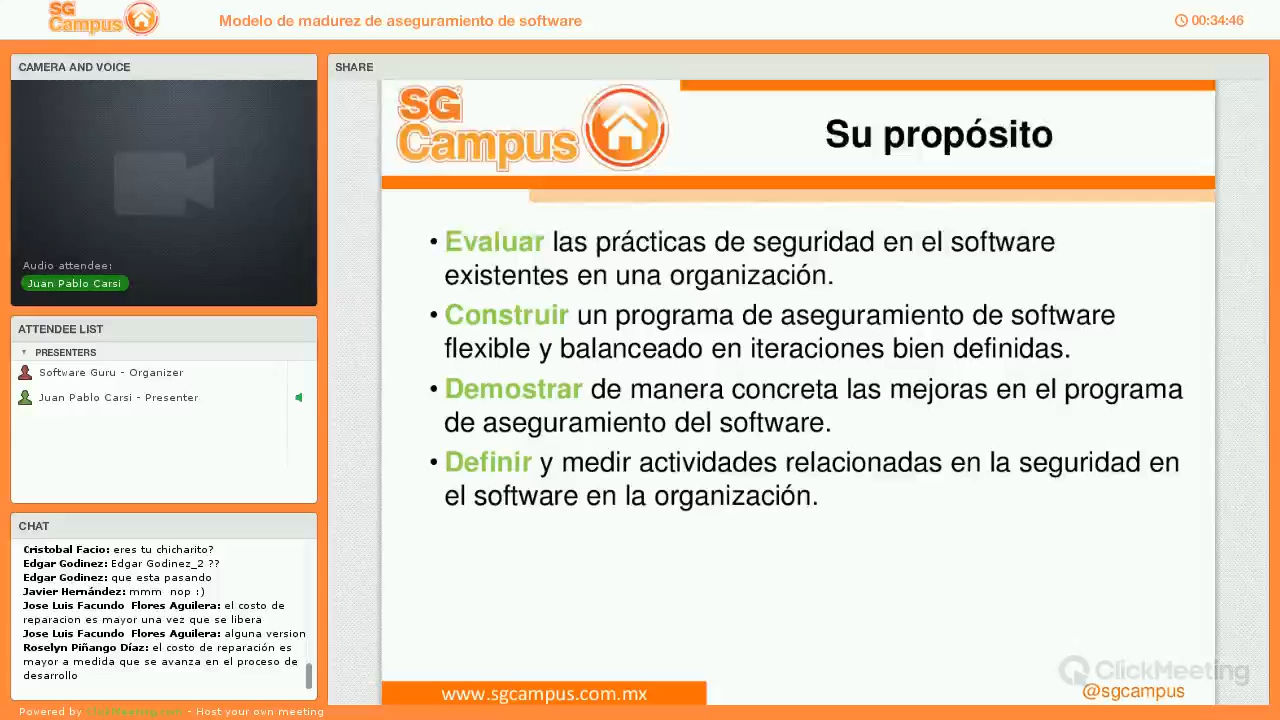 SG Campus
Modelo de madurez de aseguramiento de software
00:34:46
CAMERA AND VOICE
Audio attendee:
Juan Pablo Carsi
ATTENDEE LIST
PRESENTERS
Software Guru - Organizer
Juan Pablo Carsi - Presenter
CHAT
Cristobal Facio: eres tu chicharito?
Edgar Godinez: Edgar Godinez_2 ??
Edgar Godinez: que esta pasando
Javier Hernández: mmm nop :)
Jose Luis Facundo Flores Aguilera: el costo de
reparacion es mayor una vez que se libera
Jose Luis Facundo Flores Aguilera: alguna version
Roselyn Piñango Díaz: el costo de reparación es
mayor a medida que se avanza en el proceso de
desarrollo
SHARE
SG
Campus
Su propósito
• Evaluar las prácticas de seguridad en el software
existentes en una organización.
• Construir un programa de aseguramiento de software
flexible y balanceado en iteraciones bien definidas.
• Demostrar de manera concreta las mejoras en el programa
de aseguramiento del software.
• Definir y medir actividades relacionadas en la seguridad en
el software en la organización.
ClickMeeting
www.sgcampus.com.mx
@sgcampus
Powered by ClickMeeting.com - Host your own meeting